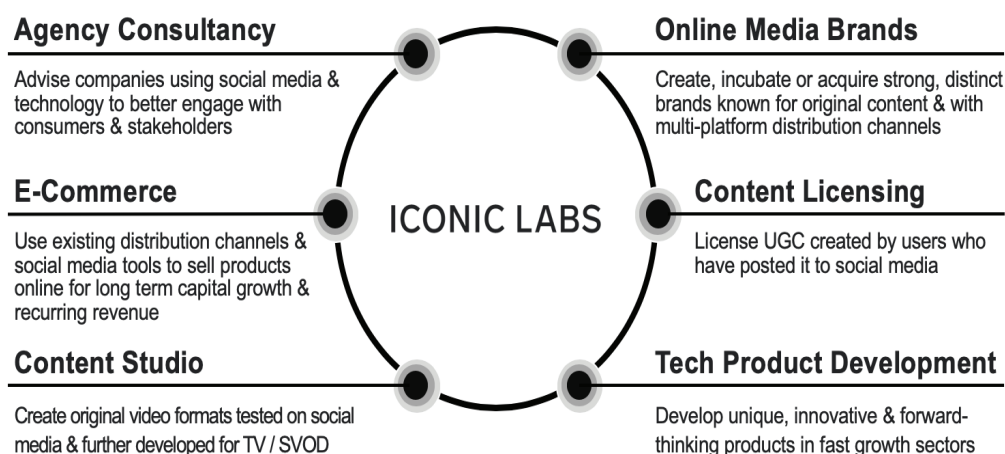 Agency Consultancy
Advise companies using social media &
technology to better engage with
consumers & stakeholders
E-Commerce
Use existing distribution channels &
social media tools to sell products
online for long term capital growth &
recurring revenue
Content Studio
Create original video formats tested on social
media & further developed for TV / SVOD
ICONIC LABS
Online Media Brands
Create, incubate or acquire strong, distinct
brands known for original content & with
multi-platform distribution channels
Content Licensing
License UGC created by users who
have posted it to social media
Tech Product Development
Develop unique, innovative & forward-
thinking products in fast growth sectors